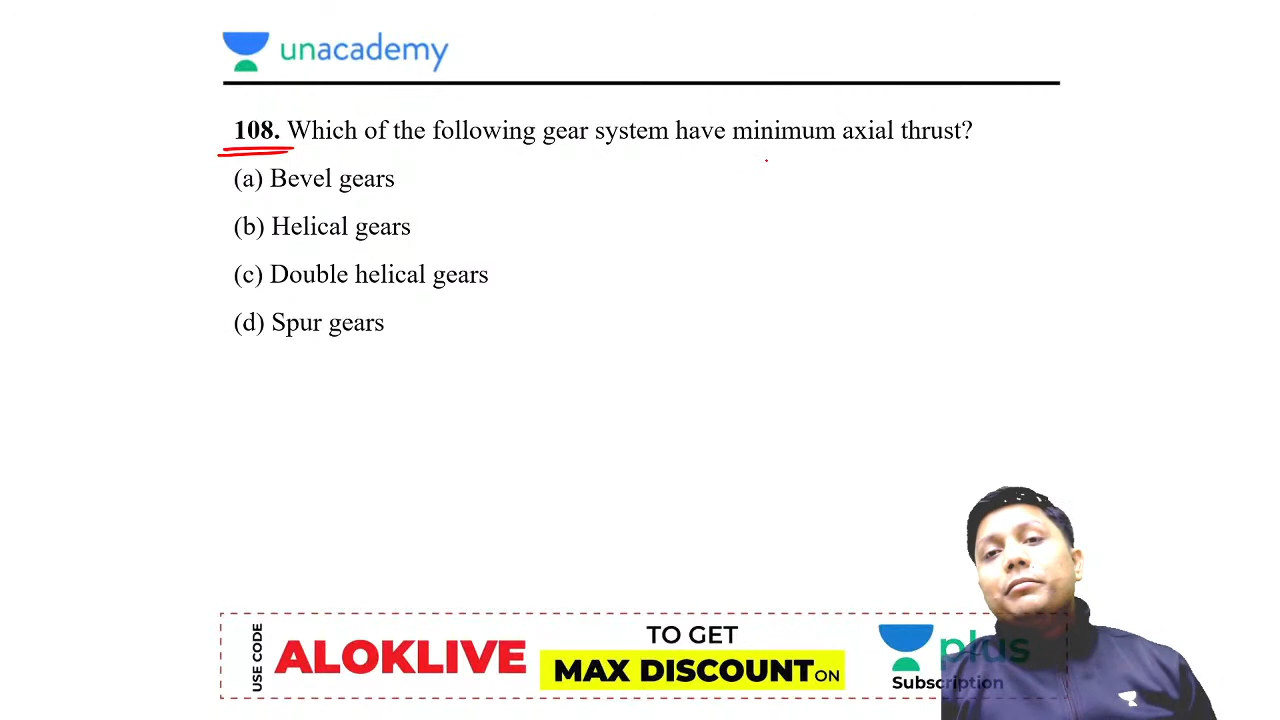 unacademy
108. Which of the following gear system have minimum axial thrust?
(a) Bevel gears
(b) Helical gears
(c) Double helical gears
(d) Spur gears
USE CODE
ALOKLIVE
TO GET
MAX DISCOUNT ON
plus
Subscription